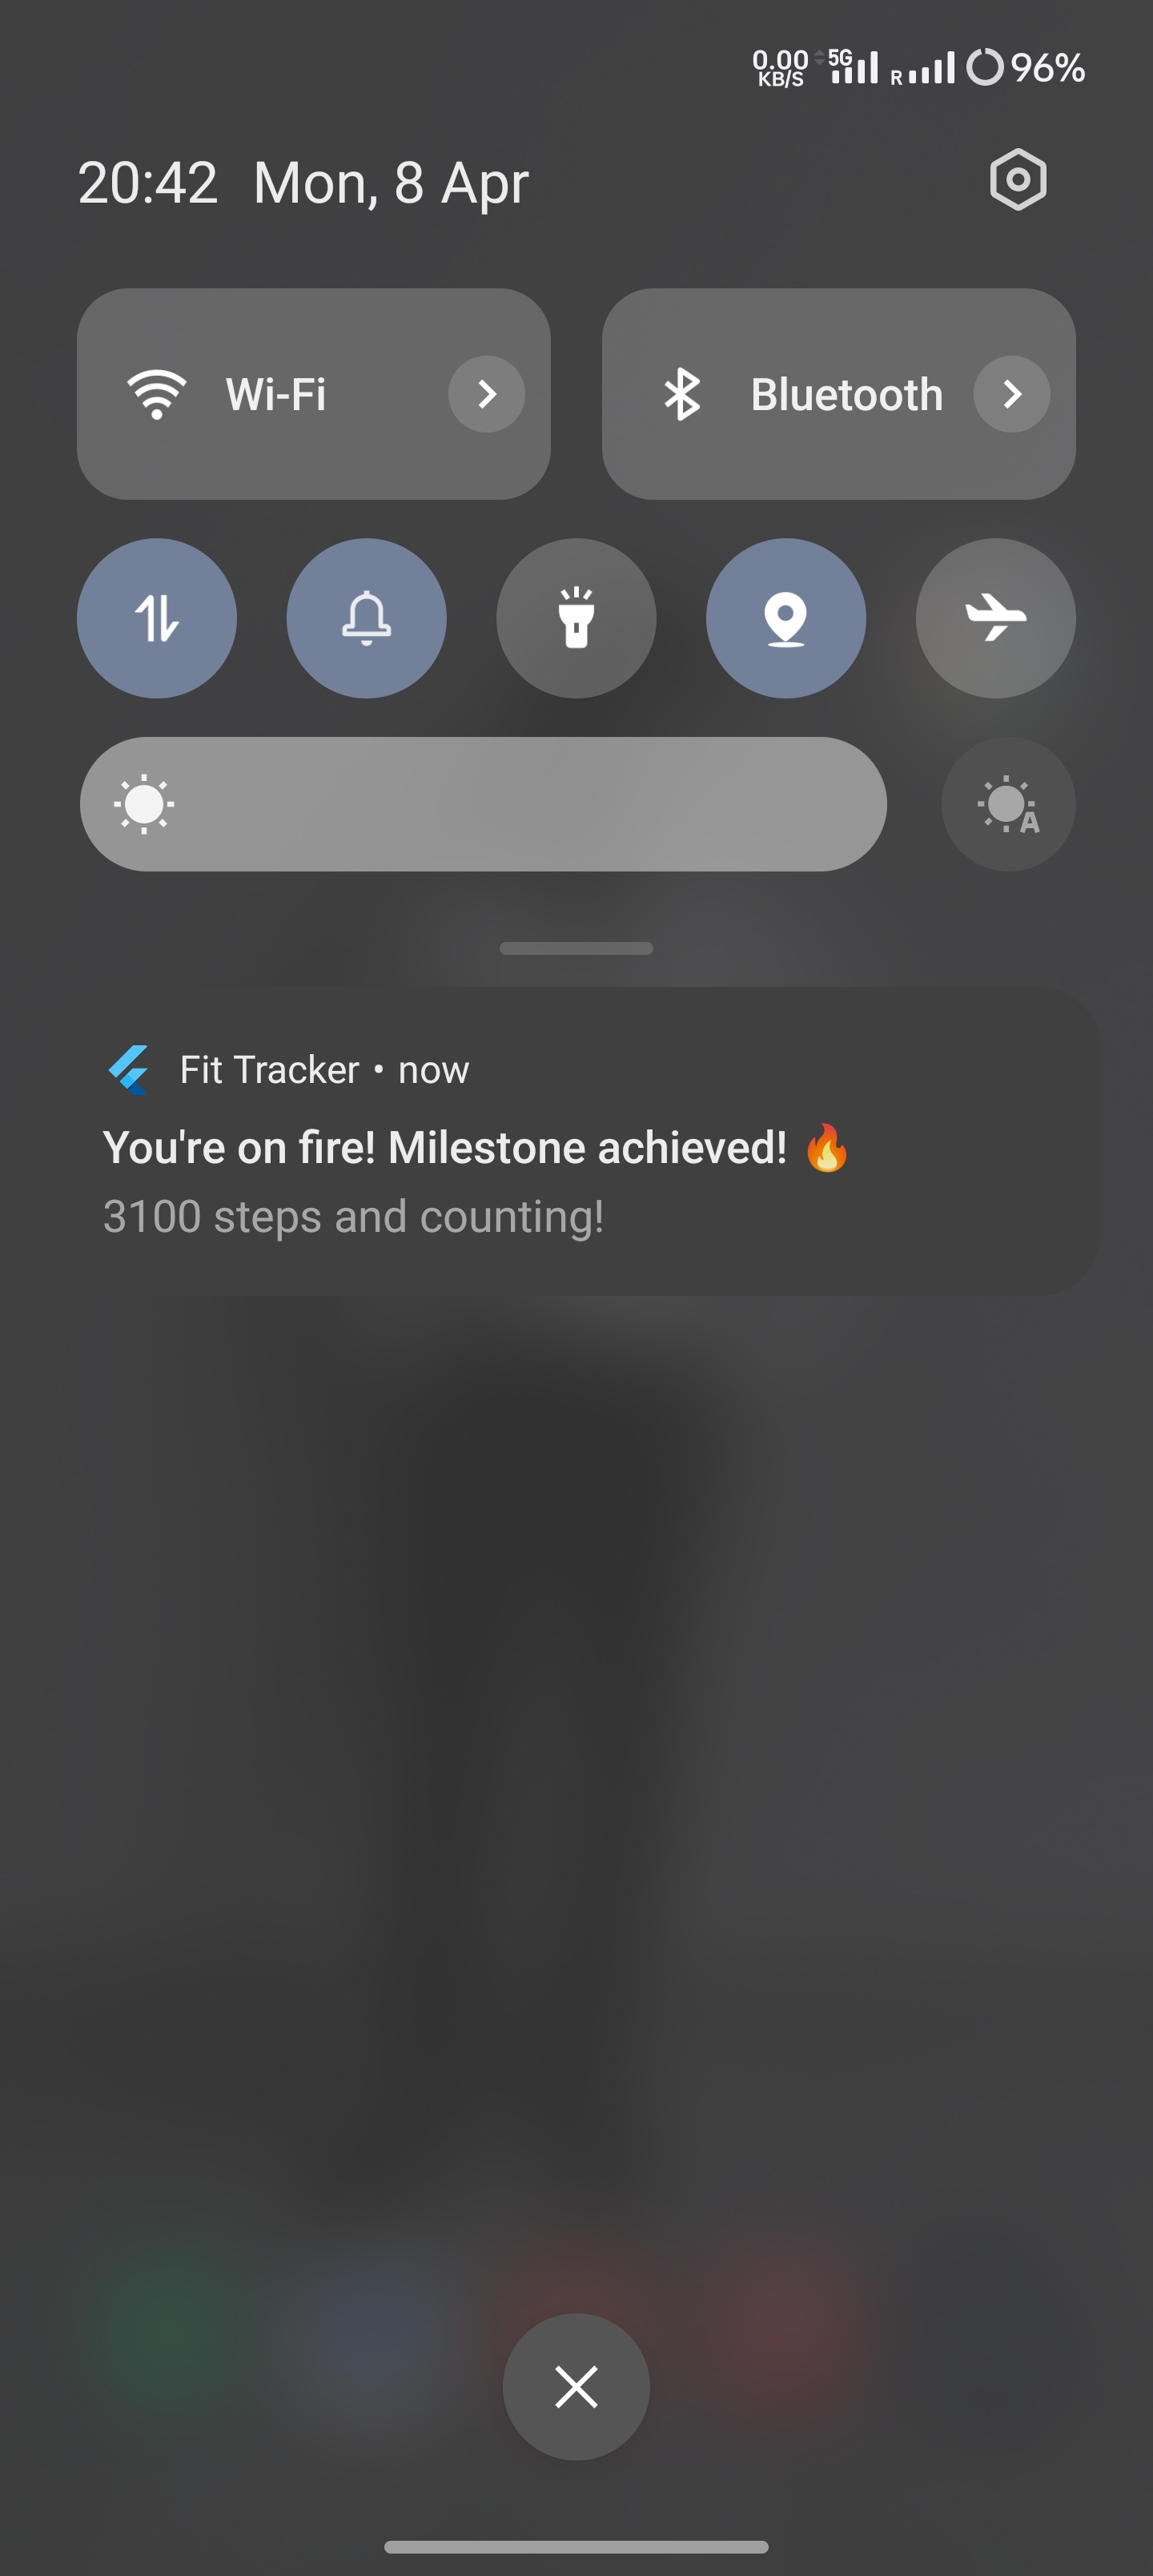 0.00 KB/S 5G R 96%
20:42 Mon, 8 Apr
Wi-Fi
Bluetooth
A
Fit Tracker • now
You're on fire! Milestone achieved! 🔥
3100 steps and counting!